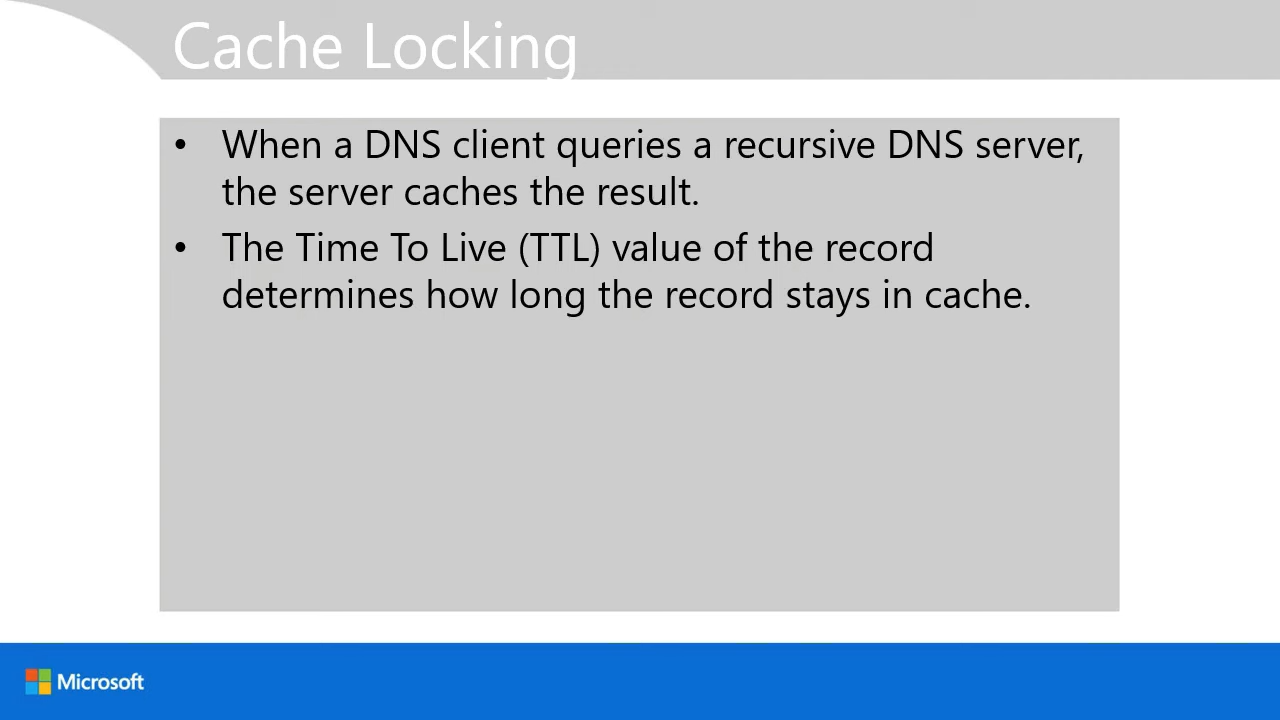 Cache Locking
• When a DNS client queries a recursive DNS server,
the server caches the result.
• The Time To Live (TTL) value of the record
determines how long the record stays in cache.
Microsoft